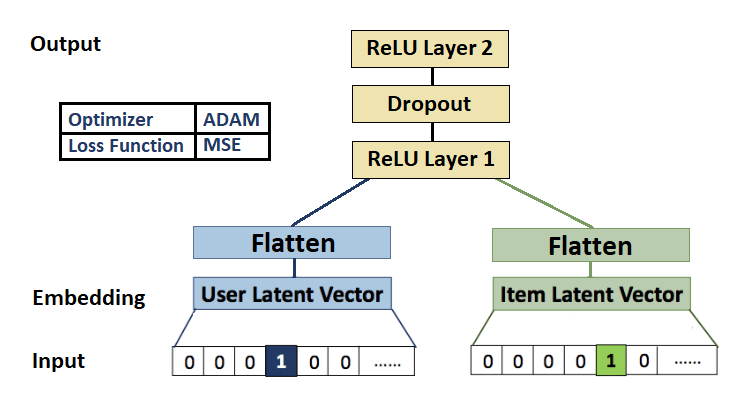 Output
ReLU Layer 2
Dropout
Optimizer ADAM
Loss Function MSE
ReLU Layer 1
Flatten
Flatten
Embedding
User Latent Vector
Item Latent Vector
Input
0 0 0 1 0 0 ......
0 0 0 0 1 0 ......